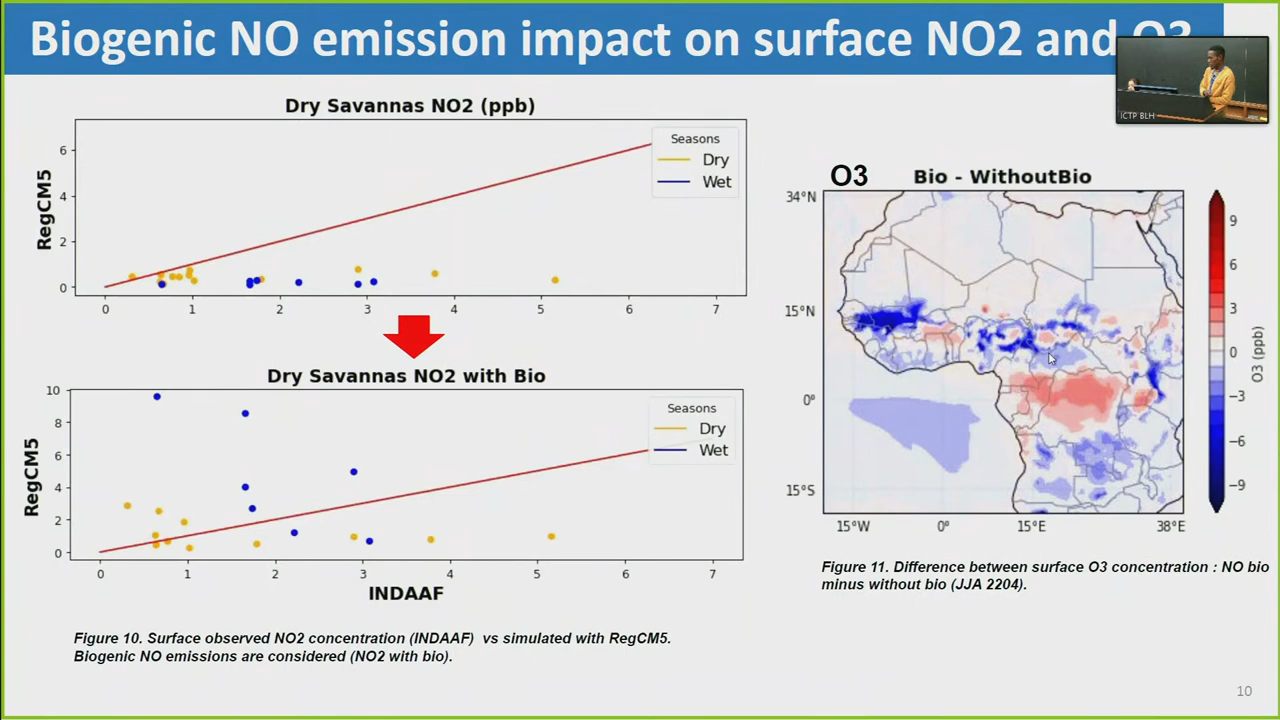 Biogenic NO emission impact on surface NO2 and O3
ICTP BLH
Dry Savannas NO2 (ppb)
RegCM5
6
4
2
0
0 1 2 3 4 5 6 7
Seasons
Dry
Wet
Dry Savannas NO2 with Bio
RegCM5
10
8
6
4
2
0
0 1 2 3 4 5 6 7
Seasons
Dry
Wet
INDAAF
Figure 10. Surface observed NO2 concentration (INDAAF) vs simulated with RegCM5.
Biogenic NO emissions are considered (NO2 with bio).
O3 Bio - WithoutBio
34°N
15°N
0°
15°S
15°W 0° 15°E 38°E
9
6
3
0
−3
−6
−9
O3 (ppb)
Figure 11. Difference between surface O3 concentration : NO bio
minus without bio (JJA 2204).
10